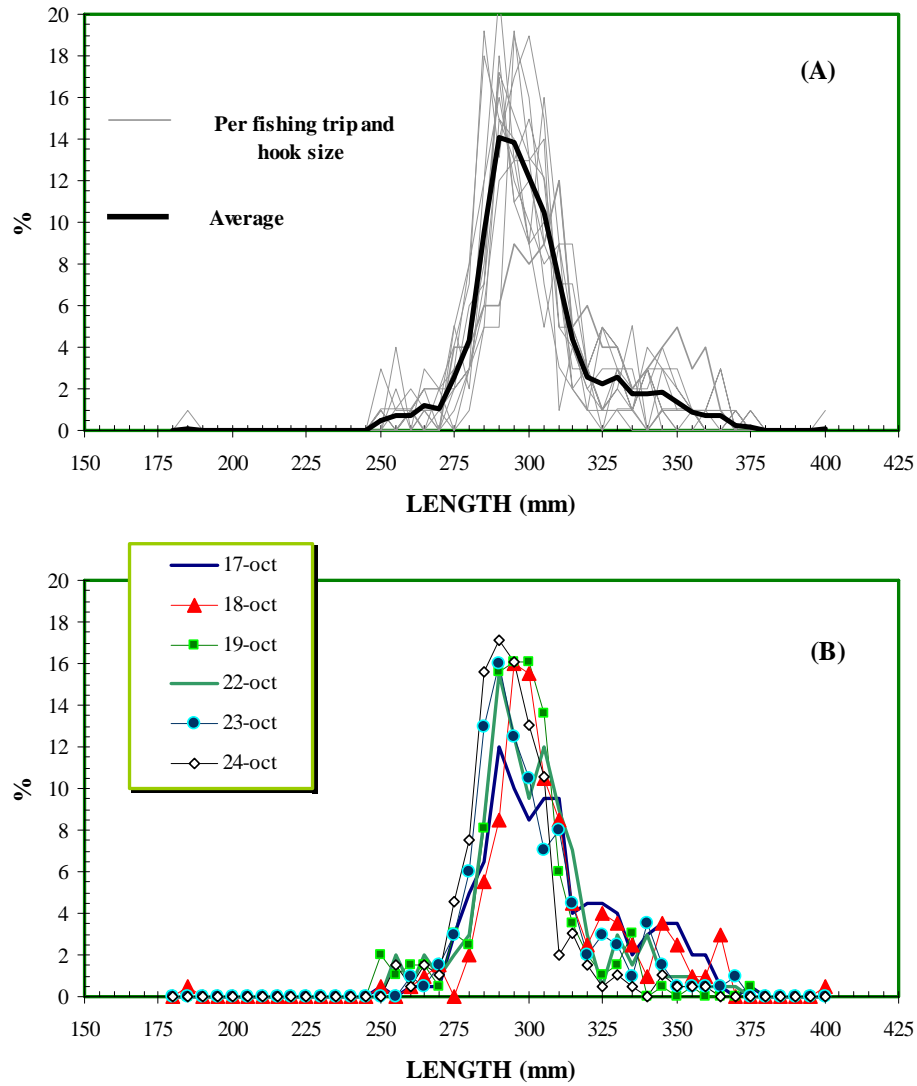 20
18
16
14
12
10
8
6
4
2
0
%
(A)
Per fishing trip and
hook size
Average
150 175 200 225 250 275 300 325 350 375 400 425
LENGTH (mm)
17-oct
18-oct
19-oct
22-oct
23-oct
24-oct
20
18
16
14
12
10
8
6
4
2
0
%
(B)
150 175 200 225 250 275 300 325 350 375 400 425
LENGTH (mm)